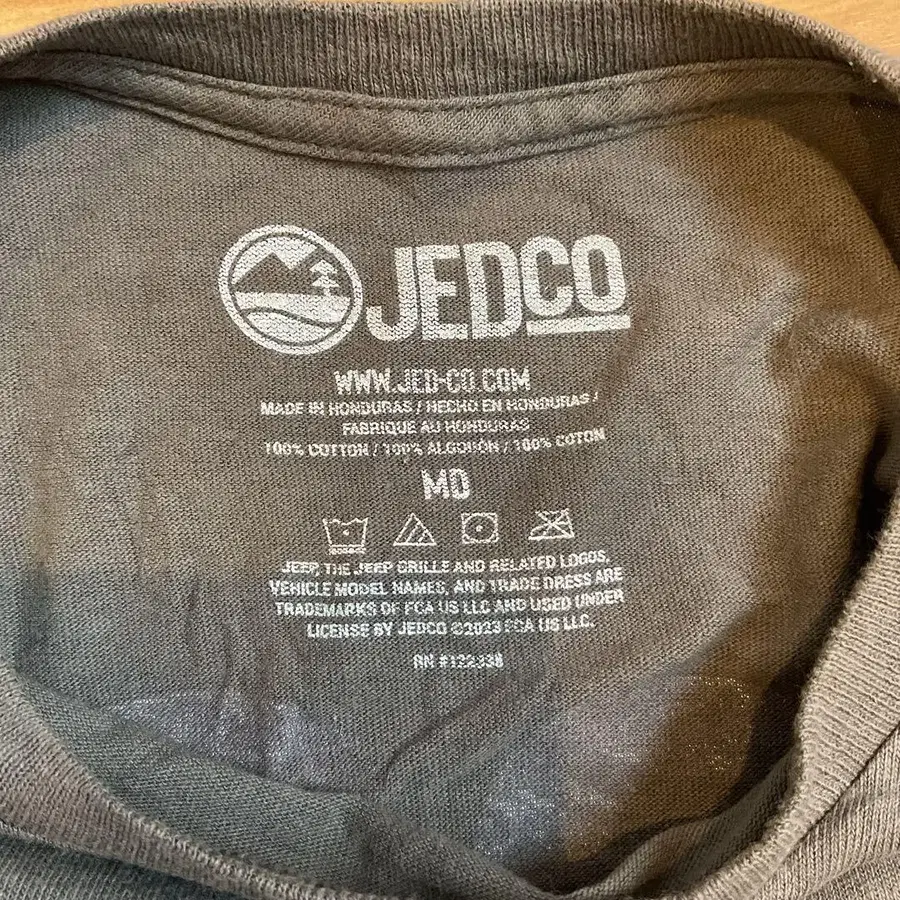 JEDCO
WWW.JED-CO.COM
MADE IN HONDURAS / HECHO EN HONDURAS /
FABRIQUE AU HONDURAS
100% COTTON / 100% ALGODÓN / 100% COTON
MD
JEEP, THE JEEP GRILLE AND RELATED LOGOS,
VEHICLE MODEL NAMES, AND TRADE DRESS ARE
TRADEMARKS OF FCA US LLC AND USED UNDER
LICENSE BY JEDCO ©2023 FCA US LLC.
RN #122338